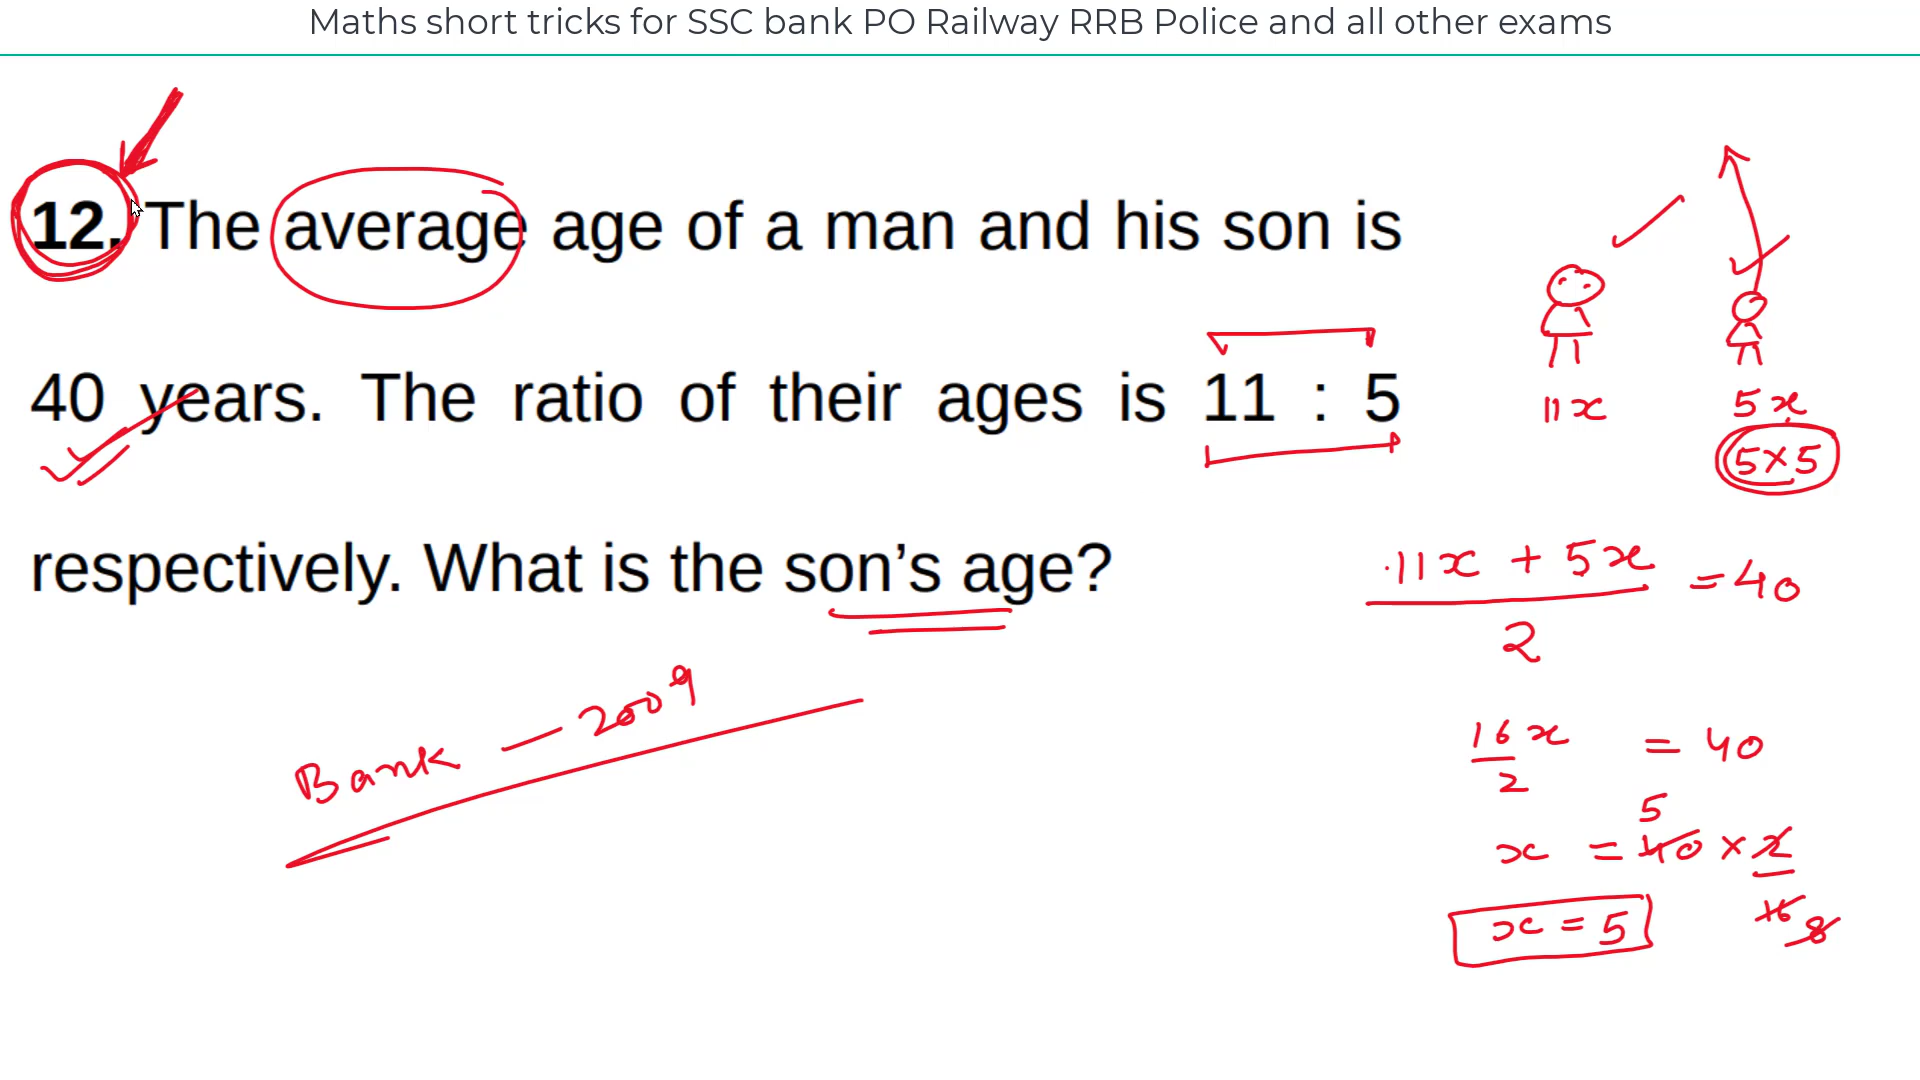 Maths short tricks for SSC bank PO Railway RRB Police and all other exams
12. The average age of a man and his son is
40 years. The ratio of their ages is 11 : 5
respectively. What is the son’s age?
Bank — 2009
11x 5x
5×5
11x + 5x = 40
2
16x = 40
2
5
x = 40 × 2
16 8
x = 5